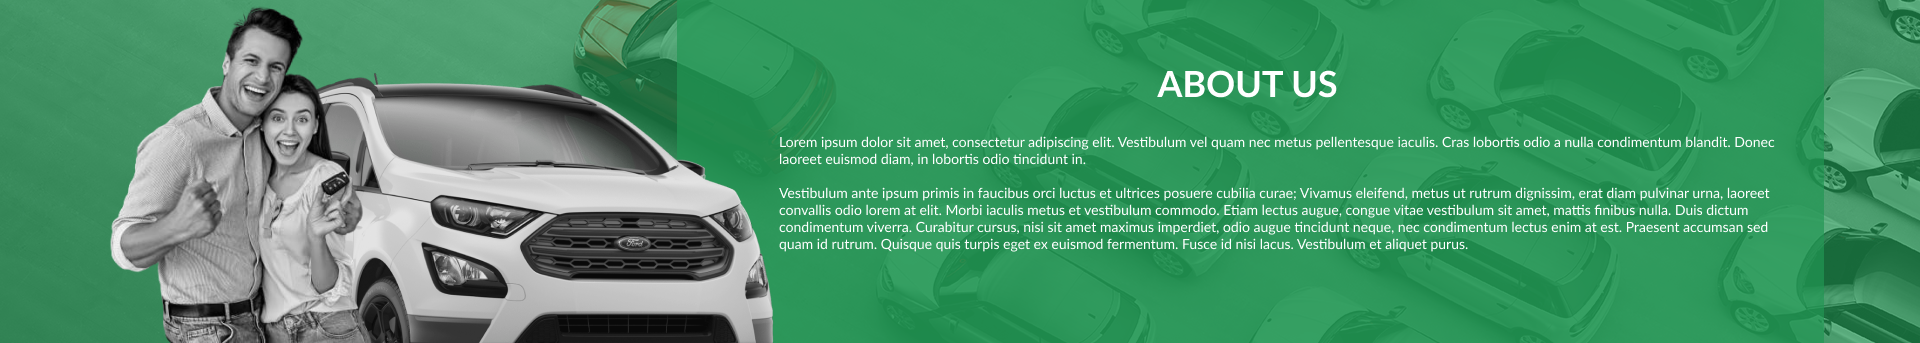 ABOUT US
Lorem ipsum dolor sit amet, consectetur adipiscing elit. Vestibulum vel quam nec metus pellentesque iaculis. Cras lobortis odio a nulla condimentum blandit. Donec
laoreet euismod diam, in lobortis odio tincidunt in.
Vestibulum ante ipsum primis in faucibus orci luctus et ultrices posuere cubilia curae; Vivamus eleifend, metus ut rutrum dignissim, erat diam pulvinar urna, laoreet
convallis odio lorem at elit. Morbi iaculis metus et vestibulum commodo. Etiam lectus augue, congue vitae vestibulum sit amet, mattis finibus nulla. Duis dictum
condimentum viverra. Curabitur cursus, nisi sit amet maximus imperdiet, odio augue tincidunt neque, nec condimentum lectus enim at est. Praesent accumsan sed
quam id rutrum. Quisque quis turpis eget ex euismod fermentum. Fusce id nisi lacus. Vestibulum et aliquet purus.
Ford